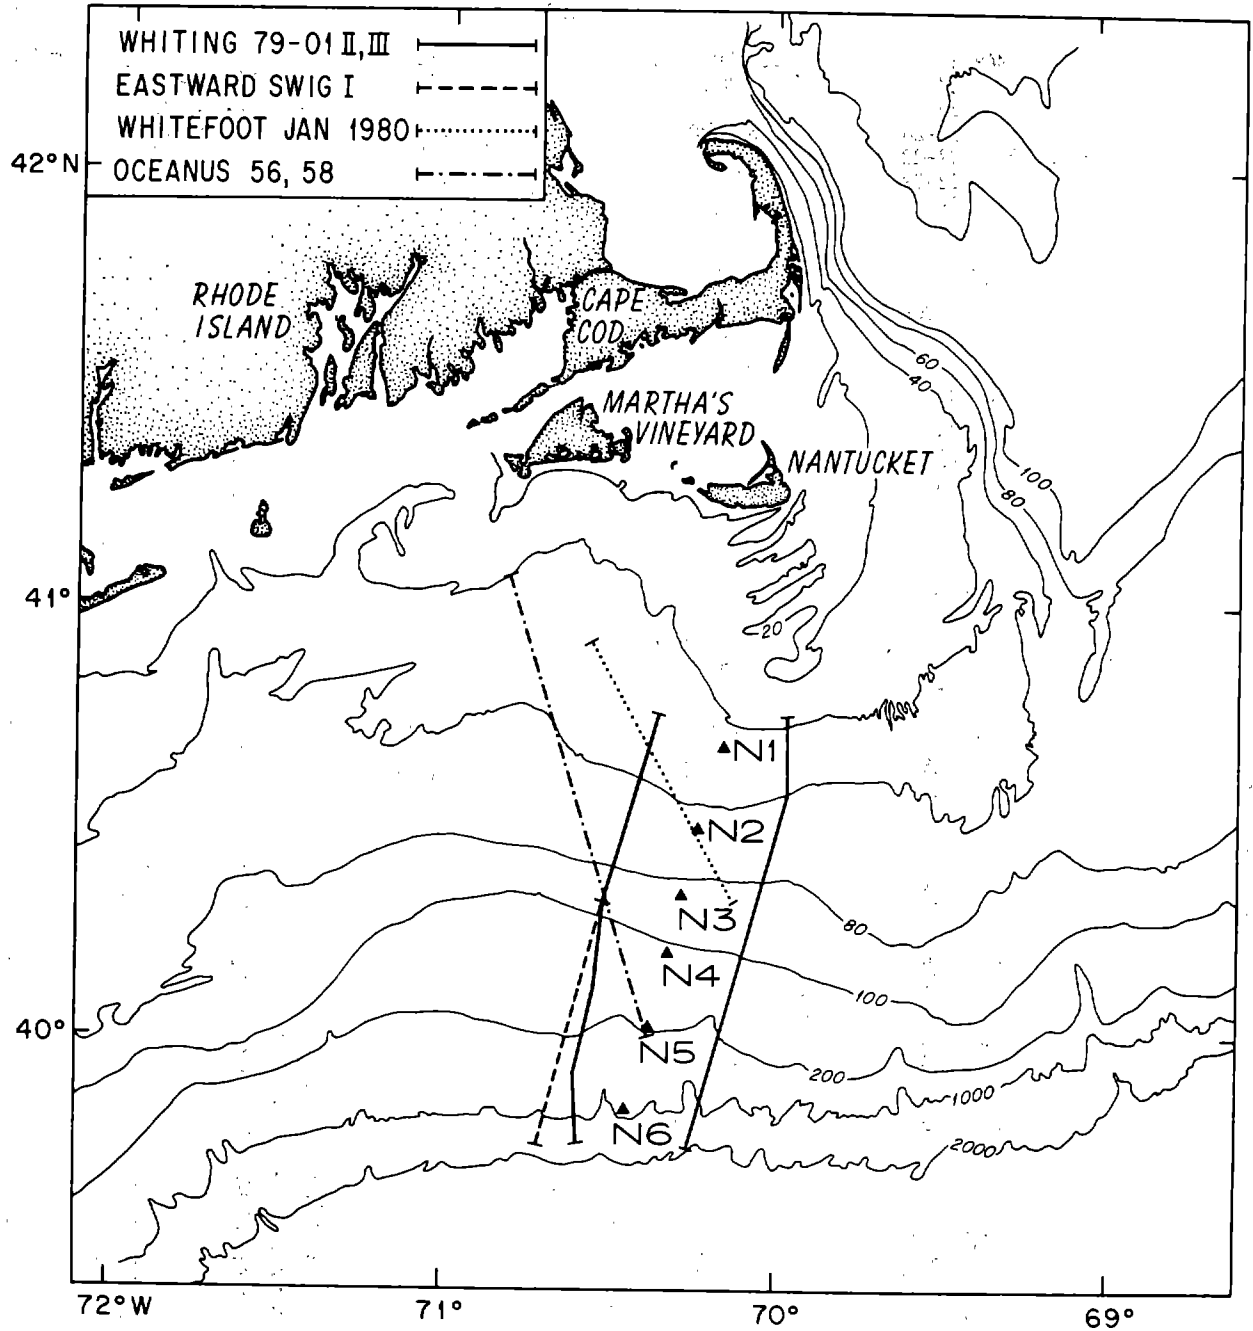 WHITING 79-01 II, III
EASTWARD SWIG I
WHITEFOOT JAN 1980
OCEANUS 56, 58
42°N
RHODE
ISLAND
CAPE
COD
60
40
MARTHA'S
VINEYARD
NANTUCKET
100
80
41°
20
N1
N2
N3
80
N4
100
40°
N5
200
1000
N6
2000
72°W
71°
70°
69°